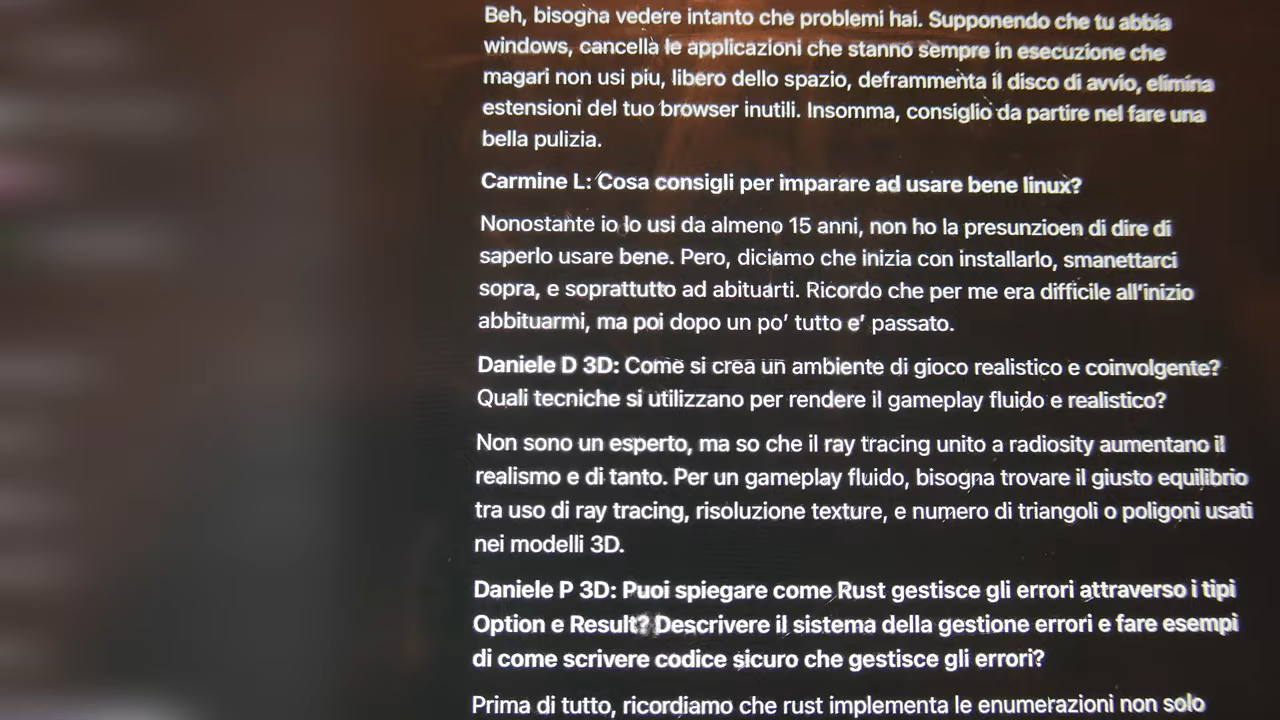 Beh, bisogna vedere intanto che problemi hai. Supponendo che tu abbia
windows, cancella le applicazioni che stanno sempre in esecuzione che
magari non usi piu, libero dello spazio, deframmenta il disco di avvio, elimina
estensioni del tuo browser inutili. Insomma, consiglio da partire nel fare una
bella pulizia.
Carmine L: Cosa consigli per imparare ad usare bene linux?
Nonostante io lo usi da almeno 15 anni, non ho la presunzioen di dire di
saperlo usare bene. Pero, diciamo che inizia con installarlo, smanettarci
sopra, e soprattutto ad abituarti. Ricordo che per me era difficile all'inizio
abbituarmi, ma poi dopo un po' tutto e' passato.
Daniele D 3D: Come si crea un ambiente di gioco realistico e coinvolgente?
Quali tecniche si utilizzano per rendere il gameplay fluido e realistico?
Non sono un esperto, ma so che il ray tracing unito a radiosity aumentano il
realismo e di tanto. Per un gameplay fluido, bisogna trovare il giusto equilibrio
tra uso di ray tracing, risoluzione texture, e numero di triangoli o poligoni usati
nei modelli 3D.
Daniele P 3D: Puoi spiegare come Rust gestisce gli errori attraverso i tipi
Option e Result? Descrivere il sistema della gestione errori e fare esempi
di come scrivere codice sicuro che gestisce gli errori?
Prima di tutto, ricordiamo che rust implementa le enumerazioni non solo